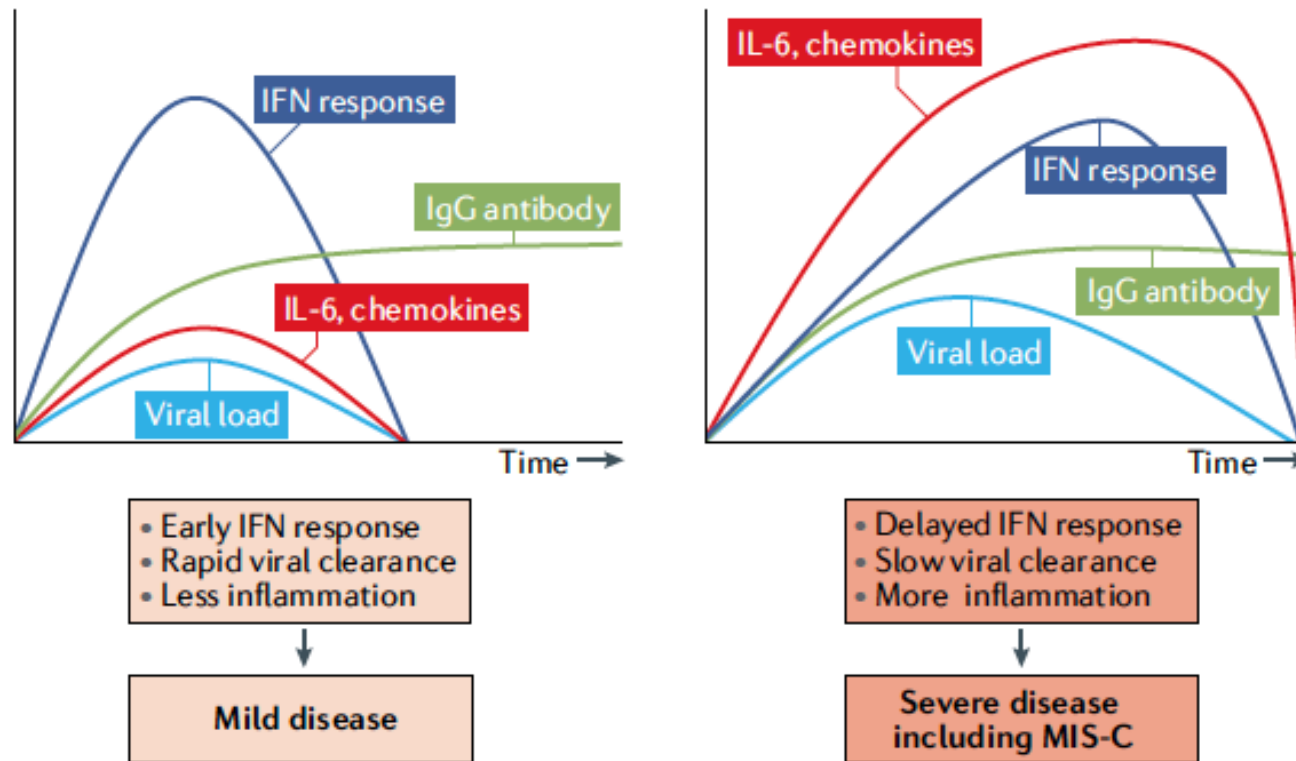 IFN response
IgG antibody
IL-6, chemokines
Viral load
Time
• Early IFN response
• Rapid viral clearance
• Less inflammation
Mild disease
IL-6, chemokines
IFN response
IgG antibody
Viral load
Time
• Delayed IFN response
• Slow viral clearance
• More inflammation
Severe disease
including MIS-C